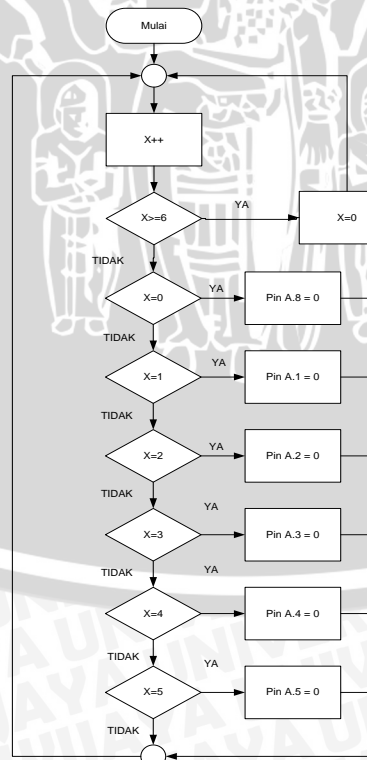 Mulai
X++
X>=6
YA
X=0
TIDAK
X=0
YA
Pin A.8 = 0
TIDAK
X=1
YA
Pin A.1 = 0
TIDAK
X=2
YA
Pin A.2 = 0
TIDAK
X=3
YA
Pin A.3 = 0
TIDAK
X=4
YA
Pin A.4 = 0
TIDAK
X=5
YA
Pin A.5 = 0
TIDAK